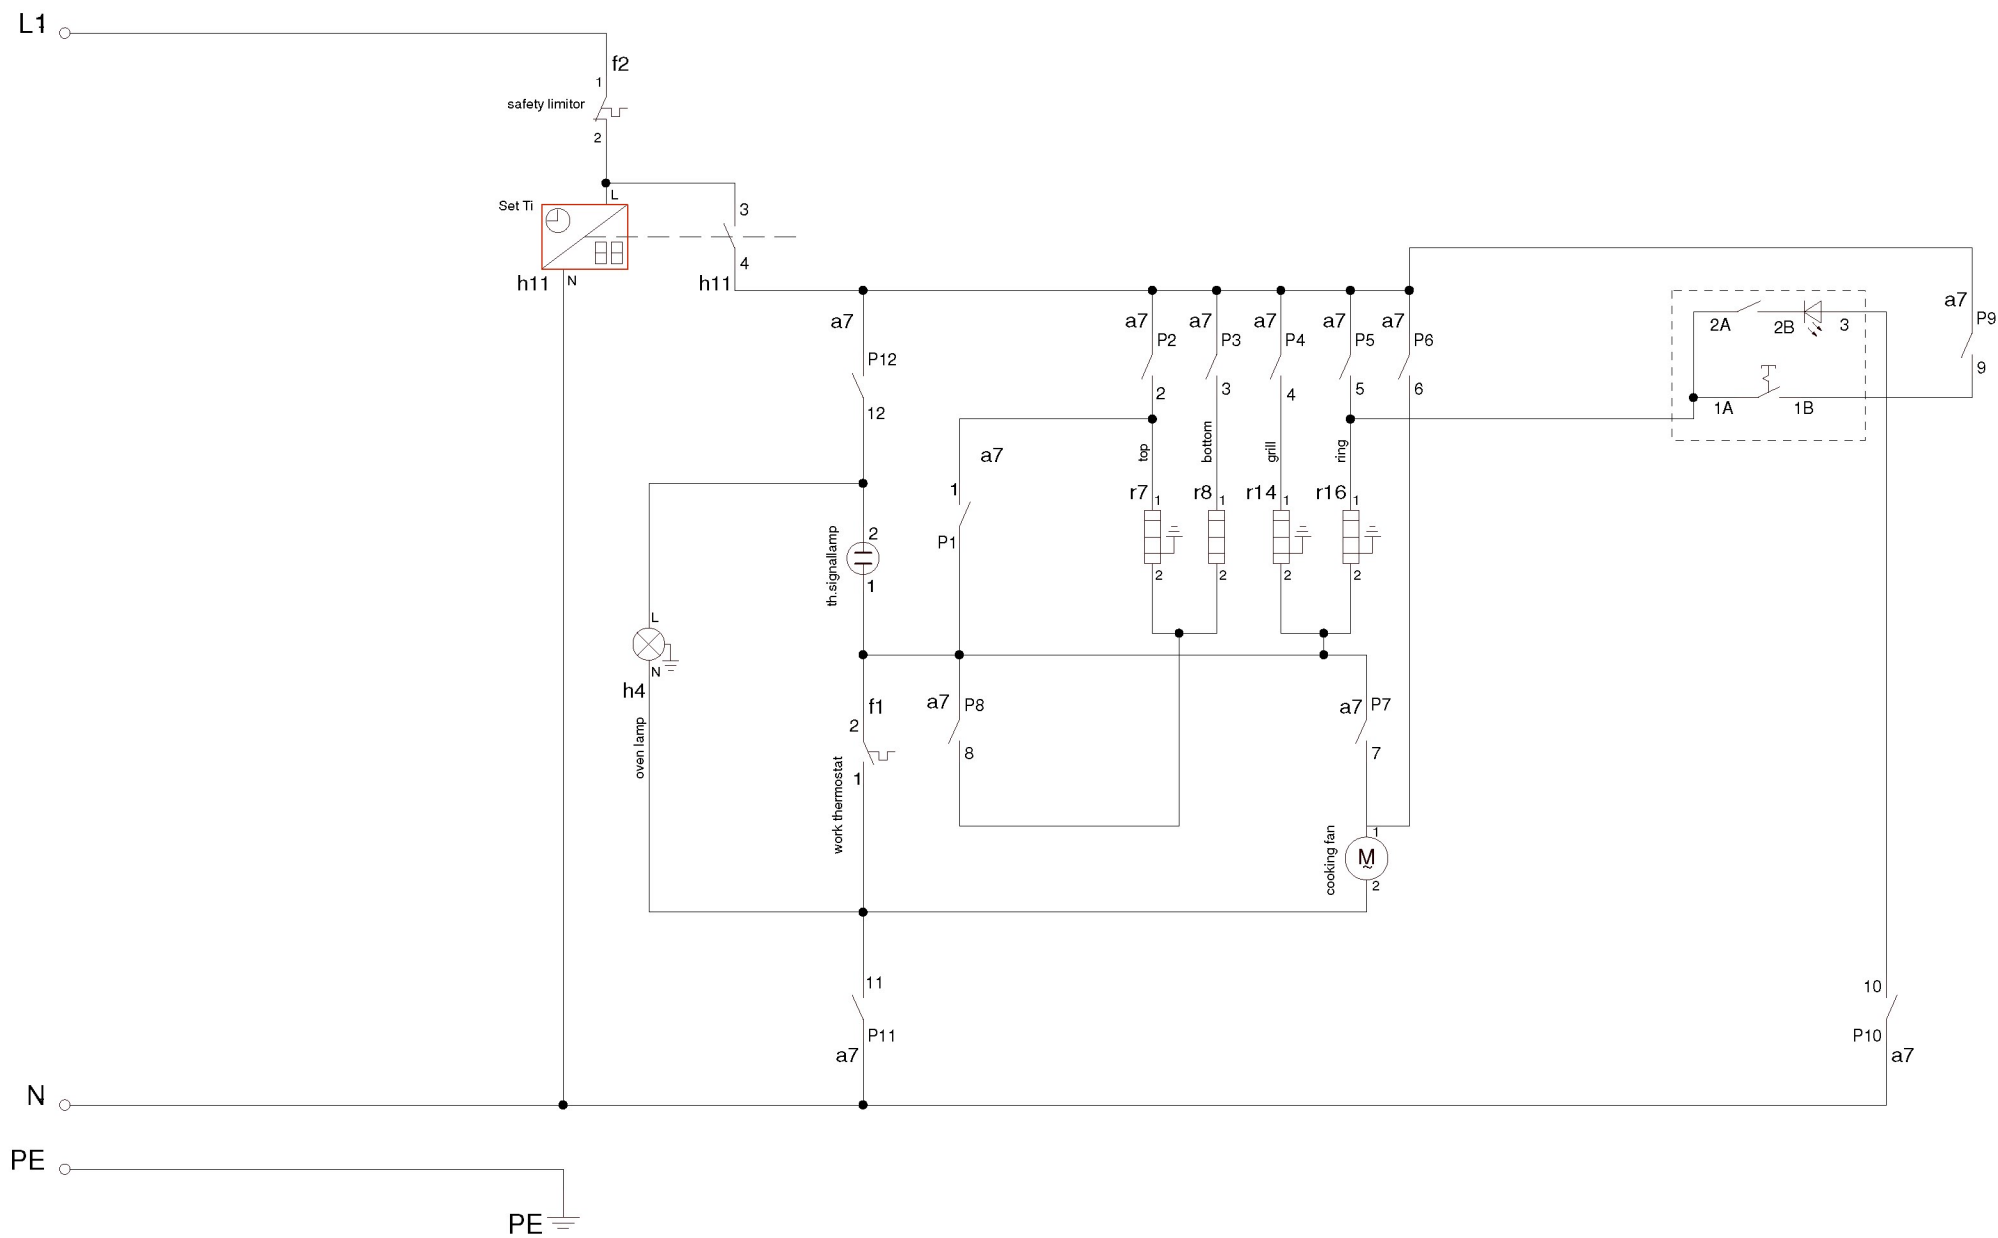 L1
f2
1
safety limitor
2
L
Set Ti
h11
N
3
4
h11
a7
P12
12
a7
P2
2
a7
P3
3
a7
P4
4
a7
P5
5
a7
P6
6
2A
2B
3
1A
1B
a7
P9
9
a7
1
P1
top
bottom
grill
ring
r7
1
2
r8
1
2
r14
1
2
r16
1
2
2
th.signallamp
1
L
N
h4
oven lamp
f1
2
1
work thermostat
a7
P8
8
a7
P7
7
1
cooking fan
M
~
2
11
P11
a7
10
P10
a7
N
PE
PE